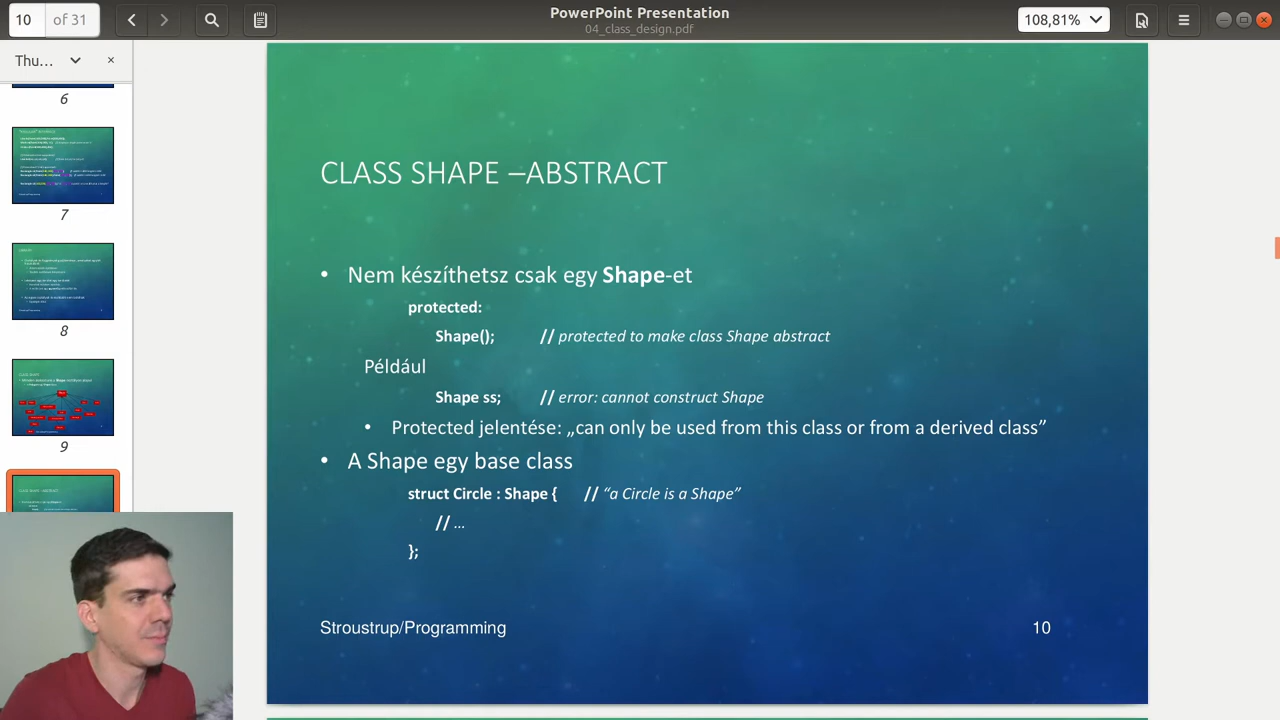 10 of 31
PowerPoint Presentation
04_class_design.pdf
108,81%
Thu...
6
7
8
9
CLASS SHAPE –ABSTRACT
• Nem készíthetsz csak egy Shape-et
protected:
Shape(); // protected to make class Shape abstract
Például
Shape ss; // error: cannot construct Shape
• Protected jelentése: „can only be used from this class or from a derived class”
• A Shape egy base class
struct Circle : Shape { // “a Circle is a Shape”
// ...
};
Stroustrup/Programming
10